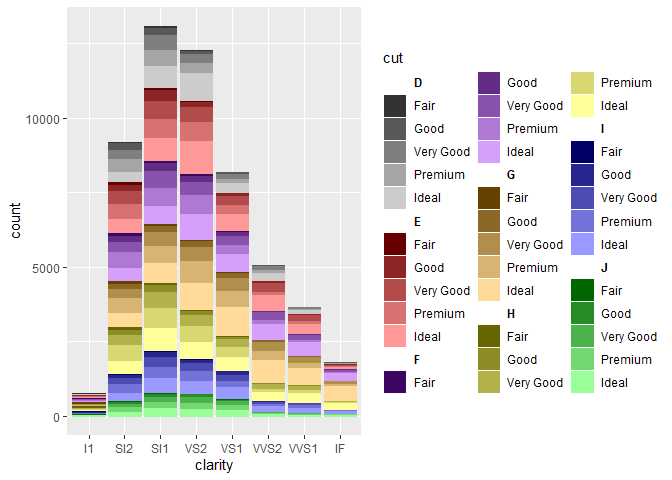 count
10000
5000
0
I1 SI2 SI1 VS2 VS1 VVS2 VVS1 IF
clarity
cut
D
Fair
Good
Very Good
Premium
Ideal
E
Fair
Good
Very Good
Premium
Ideal
F
Fair
Good
Very Good
Premium
Ideal
G
Fair
Good
Very Good
Premium
Ideal
H
Fair
Good
Very Good
Premium
Ideal
I
Fair
Good
Very Good
Premium
Ideal
J
Fair
Good
Very Good
Premium
Ideal